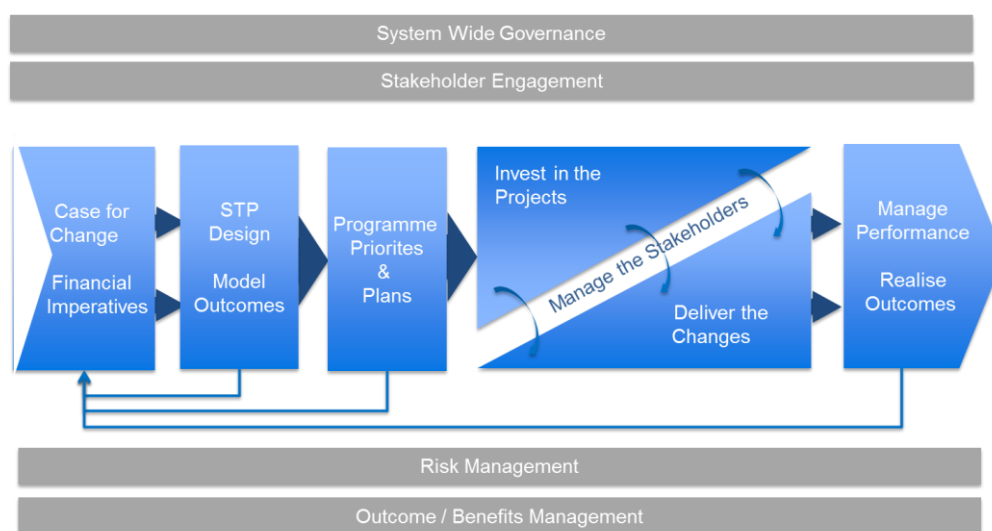 System Wide Governance
Stakeholder Engagement
Case for
Change
Financial
Imperatives
STP
Design
Model
Outcomes
Programme
Priorites
&
Plans
Invest in the
Projects
Manage the Stakeholders
Deliver the
Changes
Manage
Performance
Realise
Outcomes
Risk Management
Outcome / Benefits Management